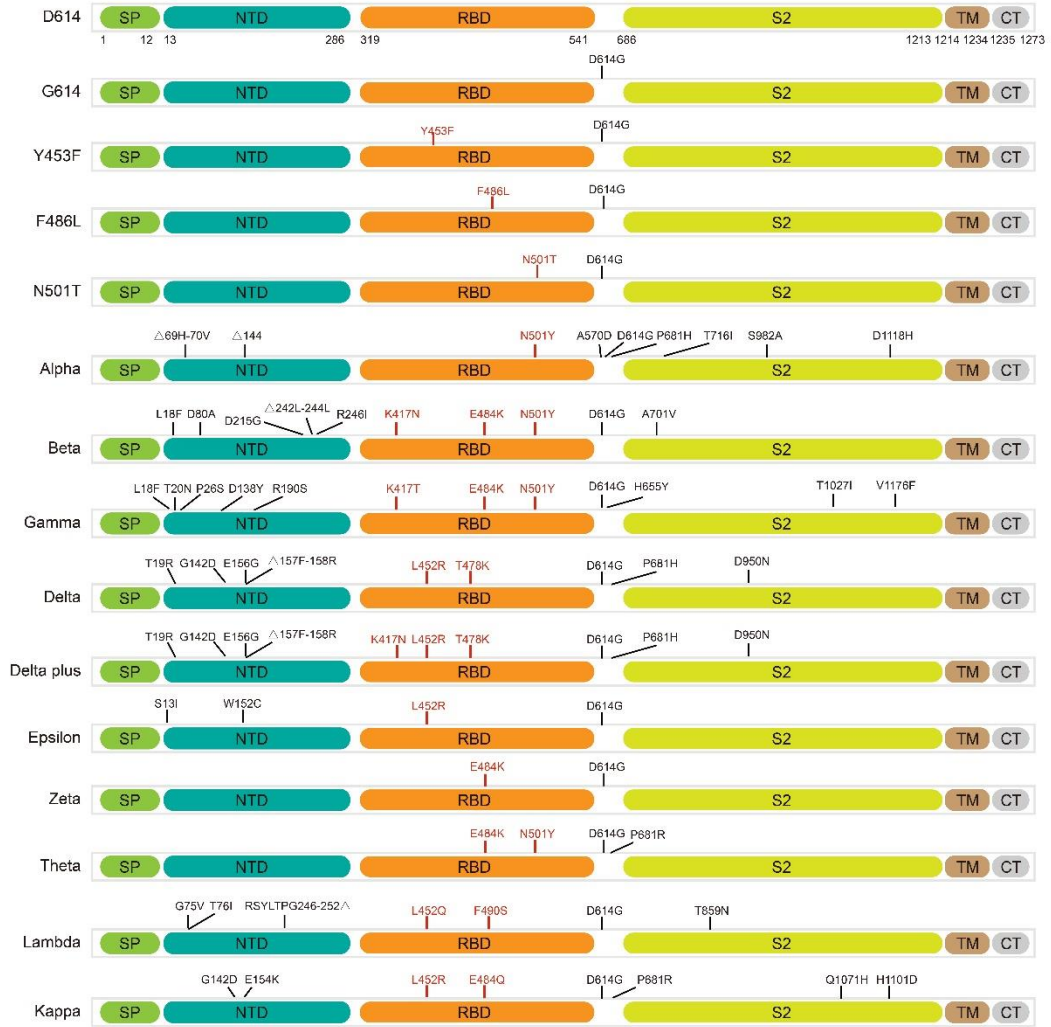 D614 SP NTD RBD S2 TM CT
1 12 13 286 319 541 686 1213 1214 1234 1235 1273
D614G
G614 SP NTD RBD S2 TM CT
Y453F D614G
Y453F SP NTD RBD S2 TM CT
F486L D614G
F486L SP NTD RBD S2 TM CT
N501T D614G
N501T SP NTD RBD S2 TM CT
△69H-70V △144 N501Y A570D D614G P681H T716I S982A D1118H
Alpha SP NTD RBD S2 TM CT
L18F D80A D215G △242L-244L R246I K417N E484K N501Y D614G A701V
Beta SP NTD RBD S2 TM CT
L18F T20N P26S D138Y R190S K417T E484K N501Y D614G H655Y T1027I V1176F
Gamma SP NTD RBD S2 TM CT
T19R G142D E156G △157F-158R L452R T478K D614G P681H D950N
Delta SP NTD RBD S2 TM CT
T19R G142D E156G △157F-158R K417N L452R T478K D614G P681H D950N
Delta plus SP NTD RBD S2 TM CT
S13I W152C L452R D614G
Epsilon SP NTD RBD S2 TM CT
E484K D614G
Zeta SP NTD RBD S2 TM CT
E484K N501Y D614G P681R
Theta SP NTD RBD S2 TM CT
G75V T76I RSYLTPG246-252△ L452Q F490S D614G T859N
Lambda SP NTD RBD S2 TM CT
G142D E154K L452R E484Q D614G P681R Q1071H H1101D
Kappa SP NTD RBD S2 TM CT